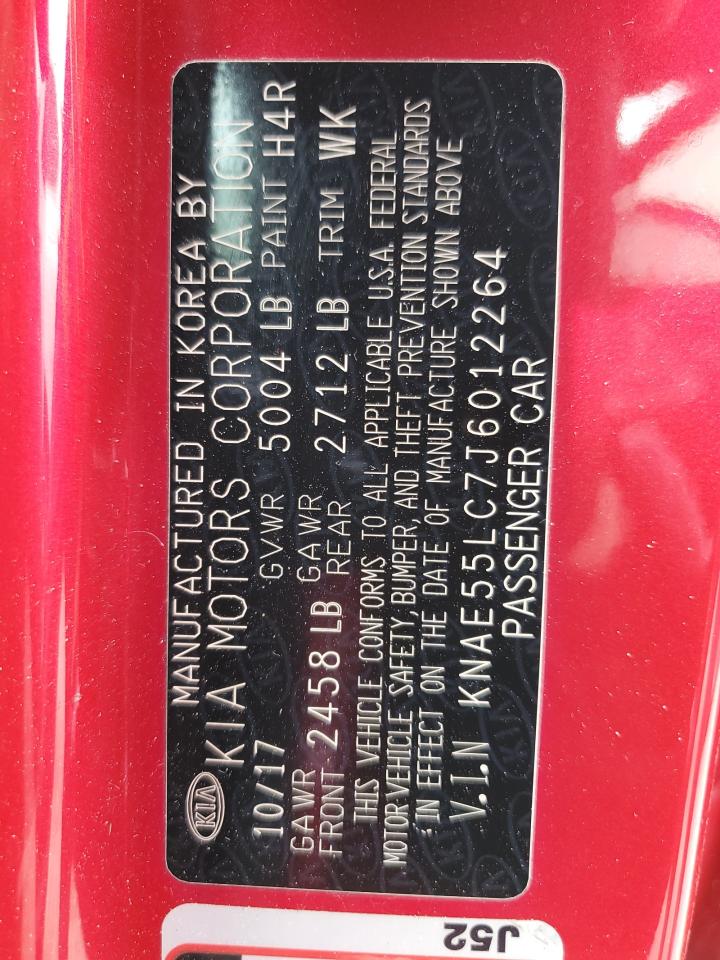 MANUFACTURED IN KOREA BY
KIA KIA MOTORS CORPORATION
10/17 GVWR 5004 LB PAINT H4R
GAWR FRONT 2458 LB GAWR REAR 2712 LB TRIM WK
THIS VEHICLE CONFORMS TO ALL APPLICABLE U.S.A. FEDERAL
MOTOR VEHICLE SAFETY, BUMPER, AND THEFT PREVENTION STANDARDS
IN EFFECT ON THE DATE OF MANUFACTURE SHOWN ABOVE
V.I.N KNAE55LC7J6012264
PASSENGER CAR
J52